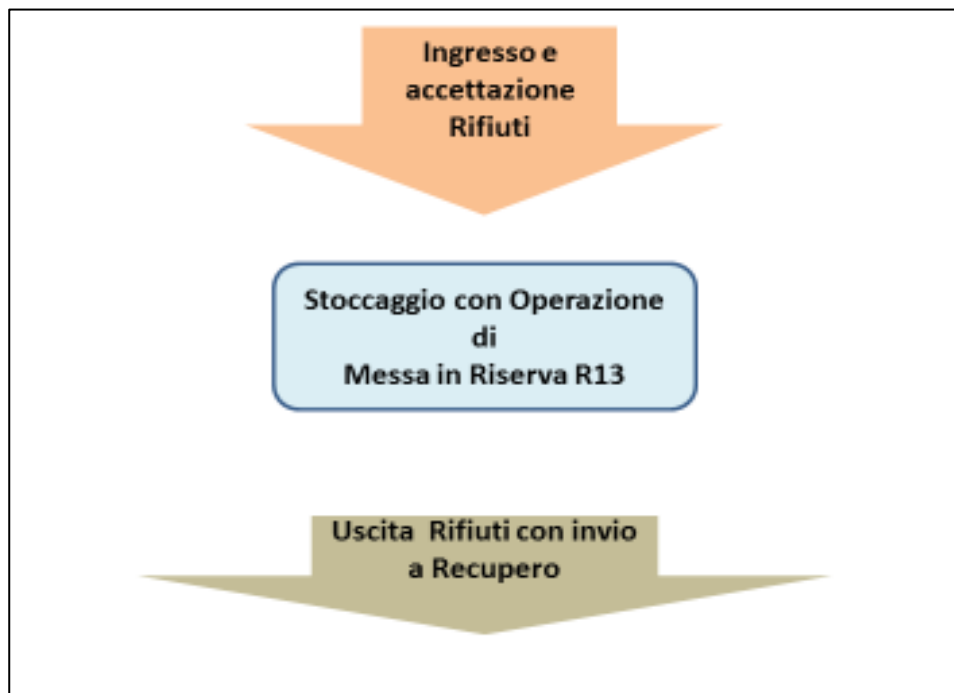 Ingresso e
accettazione
Rifiuti
Stoccaggio con Operazione
di
Messa in Riserva R13
Uscita  Rifiuti con invio
a Recupero